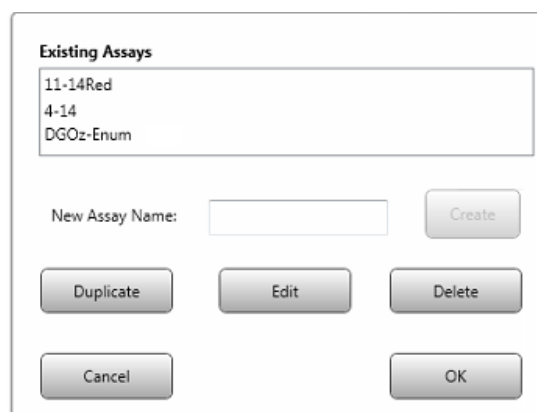 Existing Assays
11-14Red
4-14
DGOz-Enum
New Assay Name:
Create
Duplicate
Edit
Delete
Cancel
OK